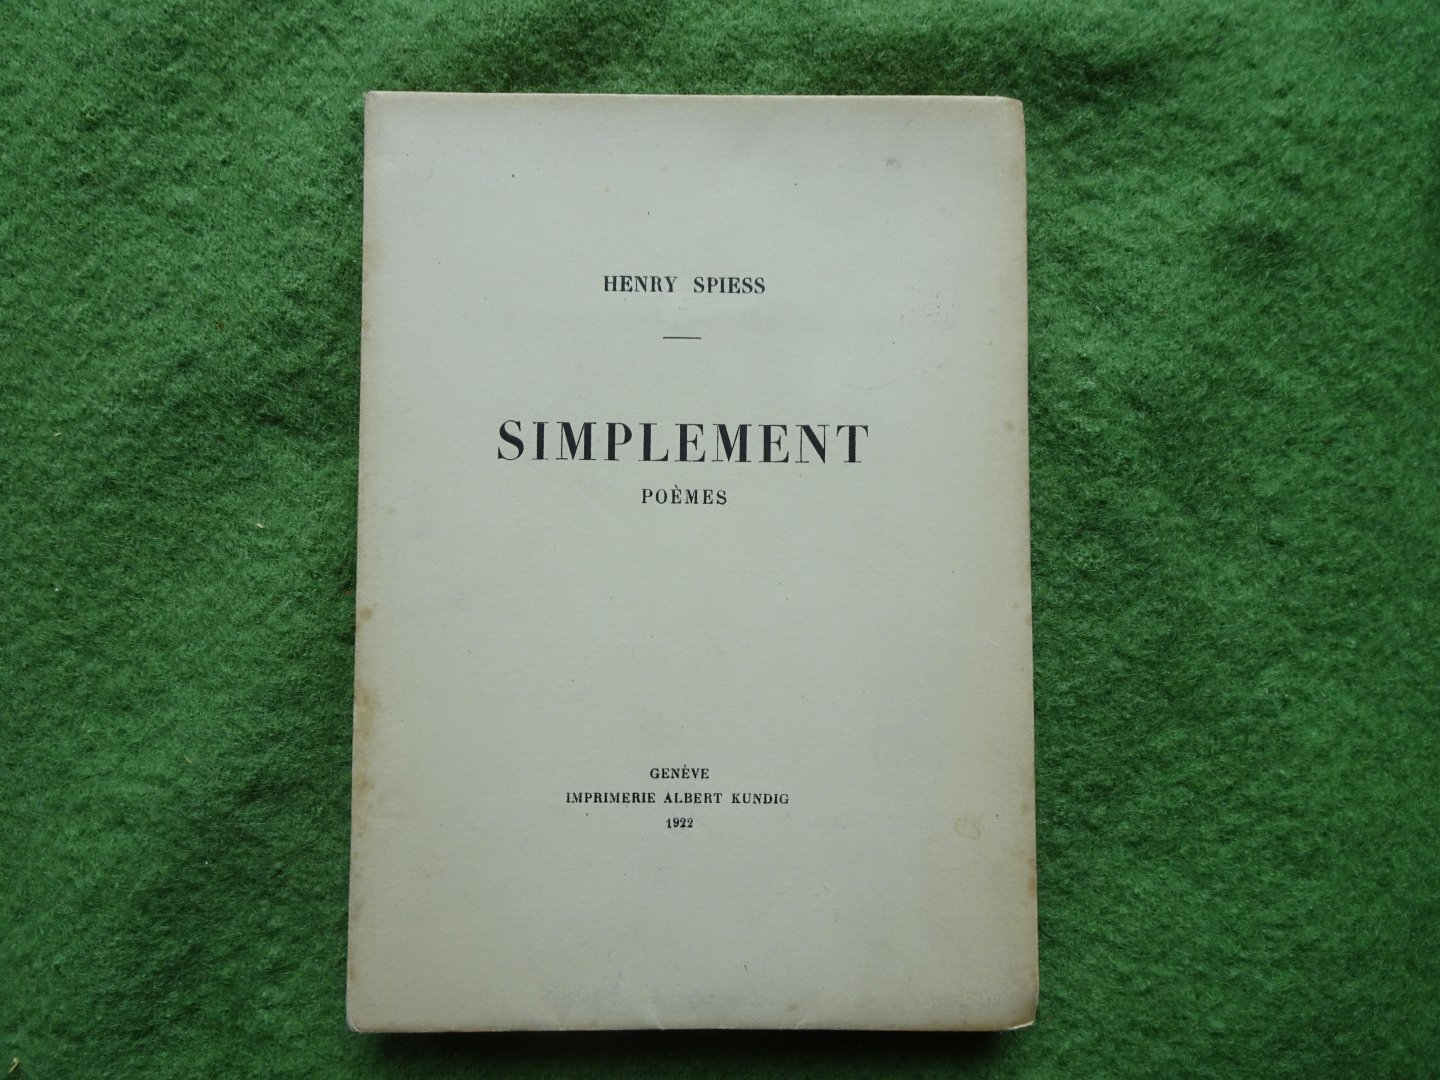 HENRY SPIESS
SIMPLEMENT
POÈMES
GENÈVE
IMPRIMERIE ALBERT KUNDIG
1922